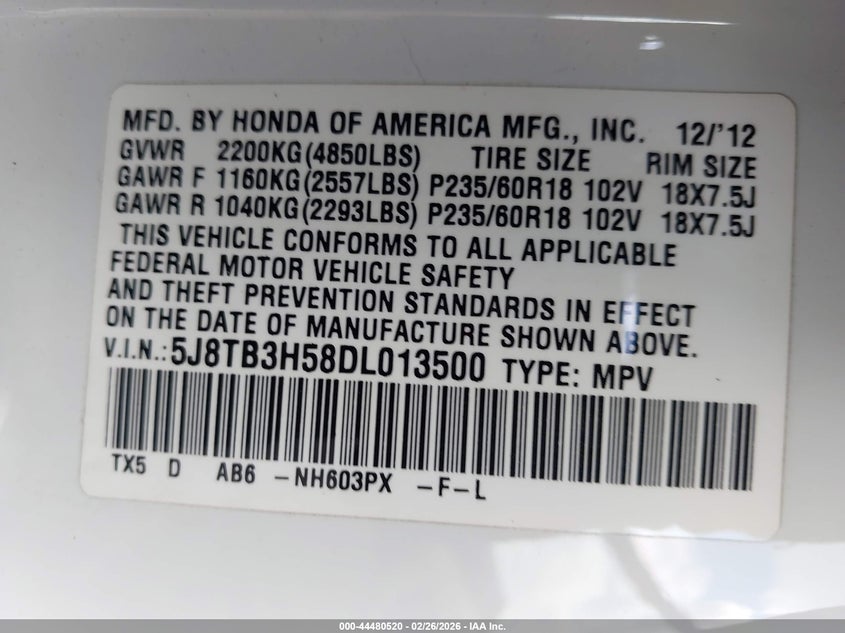 MFD. BY HONDA OF AMERICA MFG., INC. 12/'12
GVWR 2200KG(4850LBS) TIRE SIZE RIM SIZE
GAWR F 1160KG(2557LBS) P235/60R18 102V 18X7.5J
GAWR R 1040KG(2293LBS) P235/60R18 102V 18X7.5J
THIS VEHICLE CONFORMS TO ALL APPLICABLE
FEDERAL MOTOR VEHICLE SAFETY
AND THEFT PREVENTION STANDARDS IN EFFECT
ON THE DATE OF MANUFACTURE SHOWN ABOVE.
V.I.N.:5J8TB3H58DL013500 TYPE: MPV
TX5 D AB6 -NH603PX -F-L
000-44480520 - 02/26/2026 - IAA Inc.